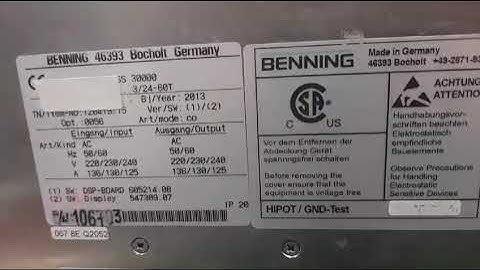 BENNING 46393 Bocholt Germany
30000
3/24-80T
Bj/Year: 2013
Ver: (1)/(2)
Opt. 0056
Art/mode: co
Eingang/Input Ausgang/Output
Art/Kind AC AC
Hz 50/60 50/60
V 220/230/240 220/230/240
A 136/130/125 136/130/125
(1) SW: DSP-BOARD 605214.08
(2) SW: Display 547309.07
IP 20
BENNING
Made in Germany
46393 Bocholt
C US
Vor dem Entfernen der
Abdeckung Gerät
spannungsfrei schalten
Before removing the
cover ensure that the
equipment is voltage free
HIPOT / GND-Test
ACHTUNG
ATTENTIO
Handhabungsvor-
schriften beachten
Elektrostatisch
empfindliche
Bauelemente
Observe Precautions
for Handling
Electrostatic
Sensitive Devices